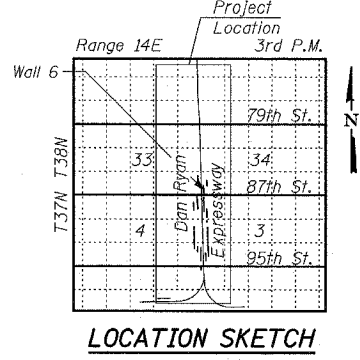 Project
Location
Range 14E 3rd P.M.
Wall 6
79th St.
T38N
33 34
Dan Ryan
Expressway
87th St.
T37N
4 3
95th St.
N
LOCATION SKETCH